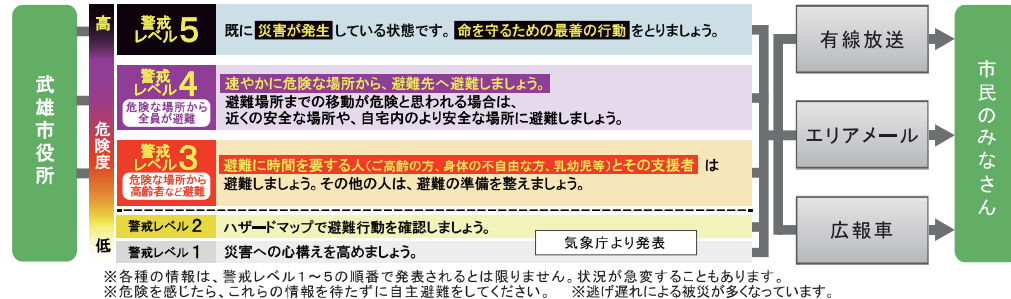 武雄市役所
高
危険度
低
警戒
レベル5
既に災害が発生している状態です。命を守るための最善の行動をとりましょう。
警戒
レベル4
危険な場所から
全員が避難
速やかに危険な場所から、避難先へ避難しましょう。
避難場所までの移動が危険と思われる場合は、
近くの安全な場所や、自宅内のより安全な場所に避難しましょう。
警戒
レベル3
危険な場所から
高齢者など避難
避難に時間を要する人(ご高齢の方、身体の不自由な方、乳幼児等)とその支援者 は
避難しましょう。その他の人は、避難の準備を整えましょう。
警戒レベル2
ハザードマップで避難行動を確認しましょう。
警戒レベル1
災害への心構えを高めましょう。
気象庁より発表
有線放送
エリアメール
広報車
市民のみなさん
※各種の情報は、警戒レベル1〜5の順番で発表されるとは限りません。状況が急変することもあります。
※危険を感じたら、これらの情報を待たずに自主避難をしてください。 ※逃げ遅れによる被災が多くなっています。